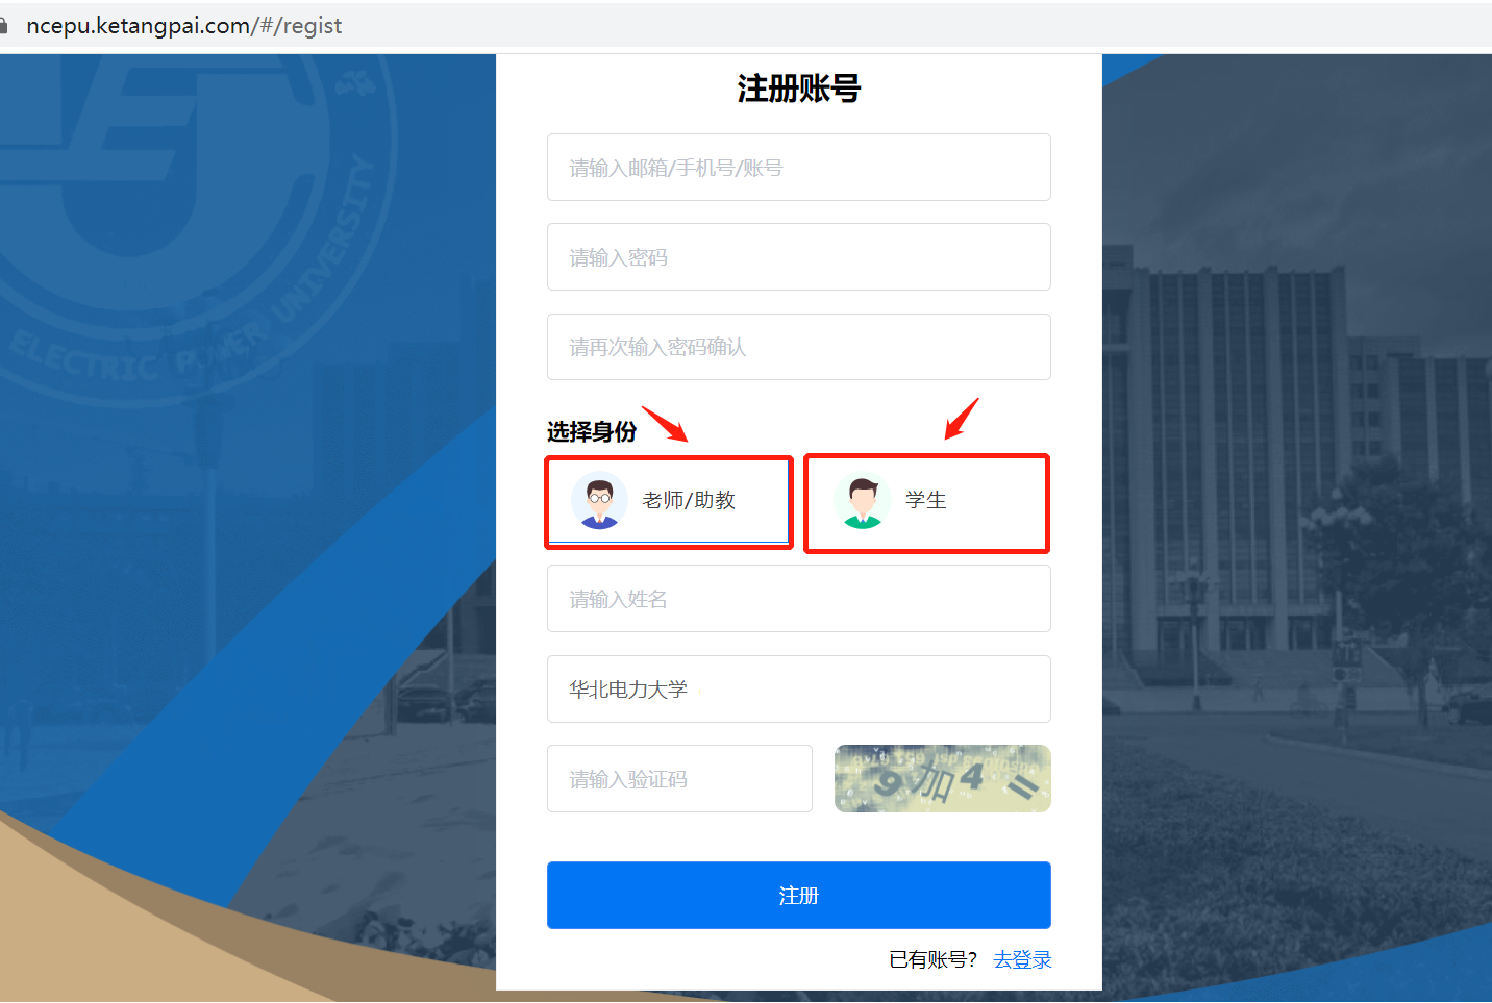 ncepu.ketangpai.com/#/regist
ELECTRIC POWER UNIVERSITY
注册账号
请输入邮箱/手机号/账号
请输入密码
请再次输入密码确认
选择身份
老师/助教
学生
请输入姓名
华北电力大学
请输入验证码
9加4=
注册
已有账号? 去登录